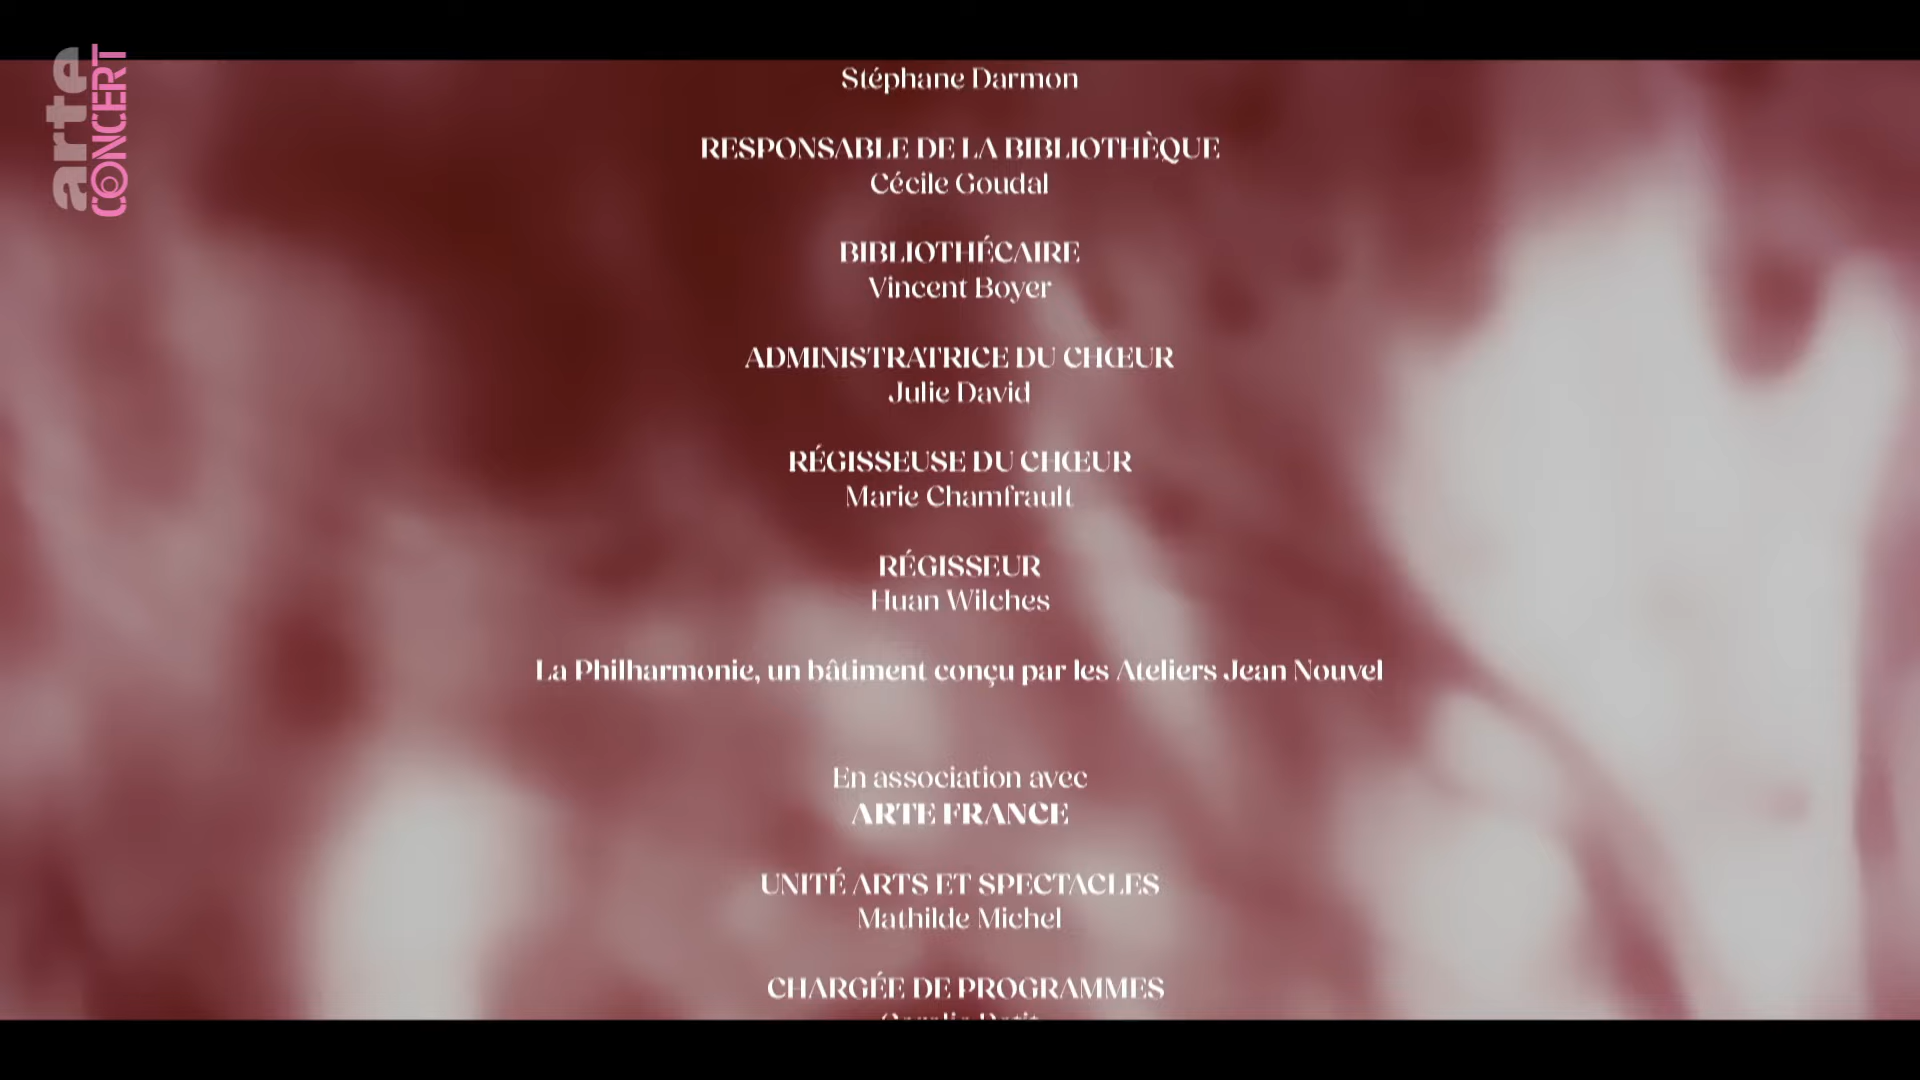 arte
CONCERT
Stéphane Darmon
RESPONSABLE DE LA BIBLIOTHÈQUE
Cécile Goudal
BIBLIOTHÉCAIRE
Vincent Boyer
ADMINISTRATRICE DU CHŒUR
Julie David
RÉGISSEUSE DU CHŒUR
Marie Chamfrault
RÉGISSEUR
Huan Wilches
La Philharmonie, un bâtiment conçu par les Ateliers Jean Nouvel
En association avec
ARTE FRANCE
UNITÉ ARTS ET SPECTACLES
Mathilde Michel
CHARGÉE DE PROGRAMMES